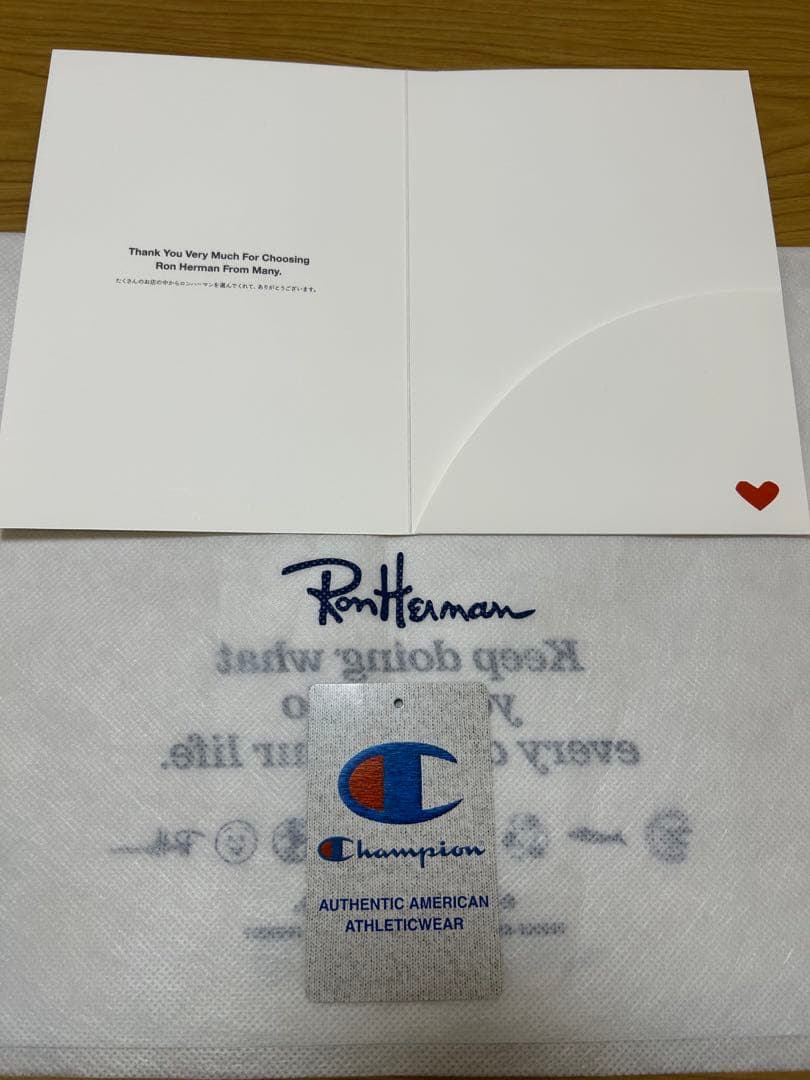 Thank You Very Much For Choosing
Ron Herman From Many.
たくさんのお店の中からロンハーマンを選んでくれて、ありがとうございます。
Ron Herman
Keep doing what
every
life.
Champion
AUTHENTIC AMERICAN
ATHLETICWEAR